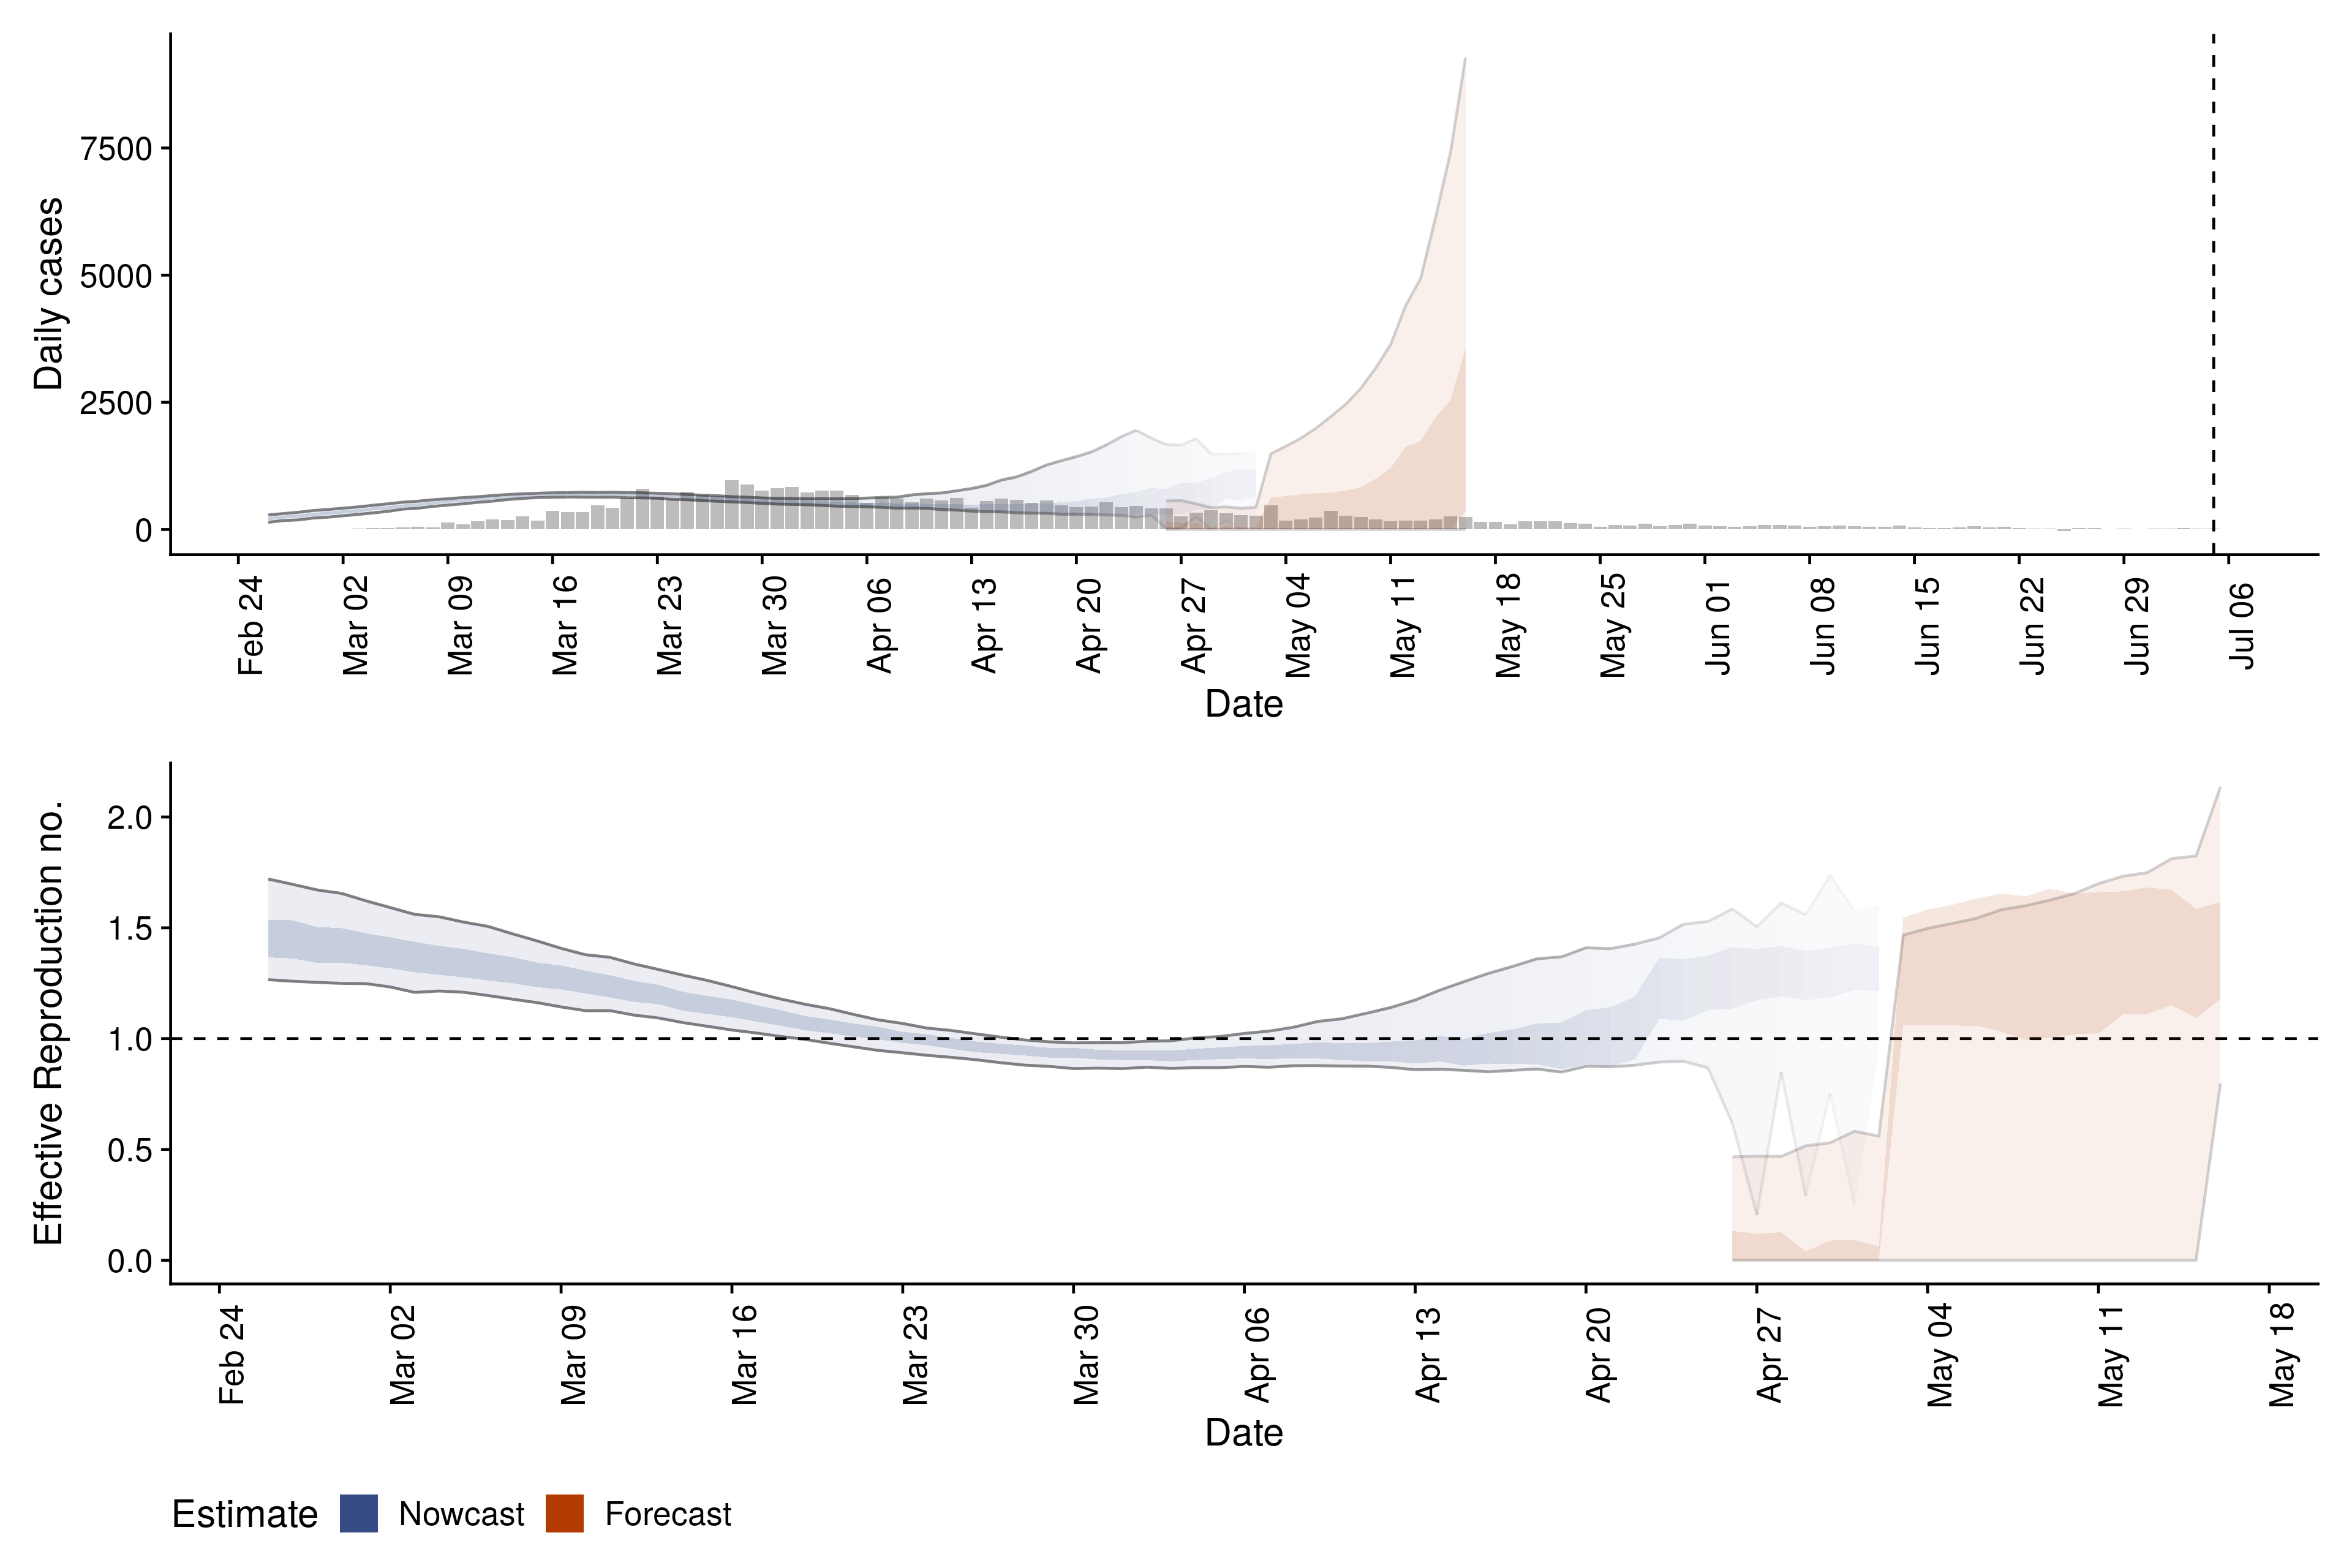 Daily cases
7500
5000
2500
0
Feb 24
Mar 02
Mar 09
Mar 16
Mar 23
Mar 30
Apr 06
Apr 13
Apr 20
Apr 27
May 04
May 11
May 18
May 25
Jun 01
Jun 08
Jun 15
Jun 22
Jun 29
Jul 06
Date
Effective Reproduction no.
2.0
1.5
1.0
0.5
0.0
Feb 24
Mar 02
Mar 09
Mar 16
Mar 23
Mar 30
Apr 06
Apr 13
Apr 20
Apr 27
May 04
May 11
May 18
Date
Estimate Nowcast Forecast